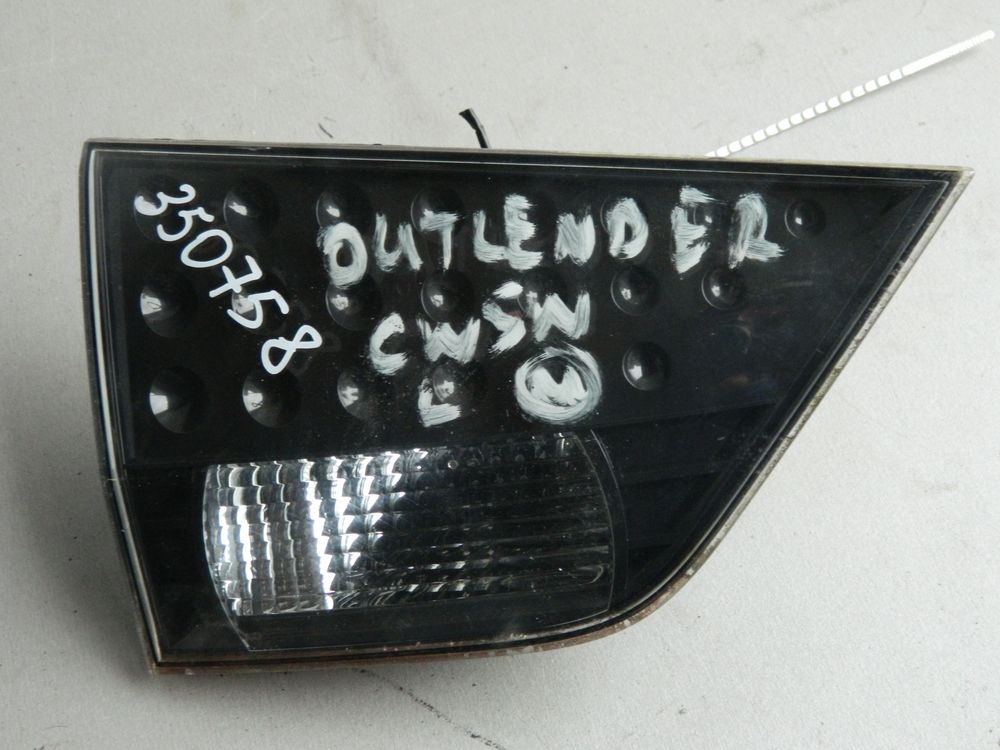 350758
OUTLENDER
CWSW
L